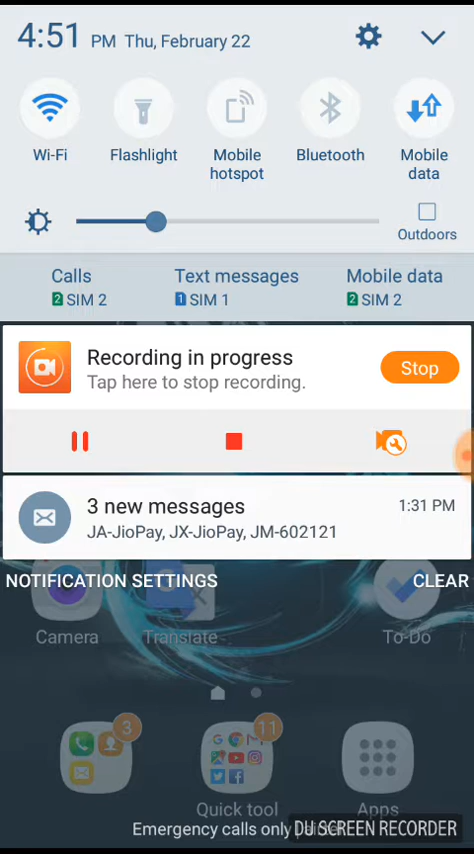 4:51 PM Thu, February 22
Wi-Fi
Flashlight
Mobile hotspot
Bluetooth
Mobile data
Outdoors
Calls
2 SIM 2
Text messages
1 SIM 1
Mobile data
2 SIM 2
Recording in progress
Tap here to stop recording.
Stop
3 new messages
1:31 PM
JA-JioPay, JX-JioPay, JM-602121
NOTIFICATION SETTINGS
CLEAR
Camera
Translate
To-Do
3
11
Quick tool
Apps
Emergency calls only
DU SCREEN RECORDER